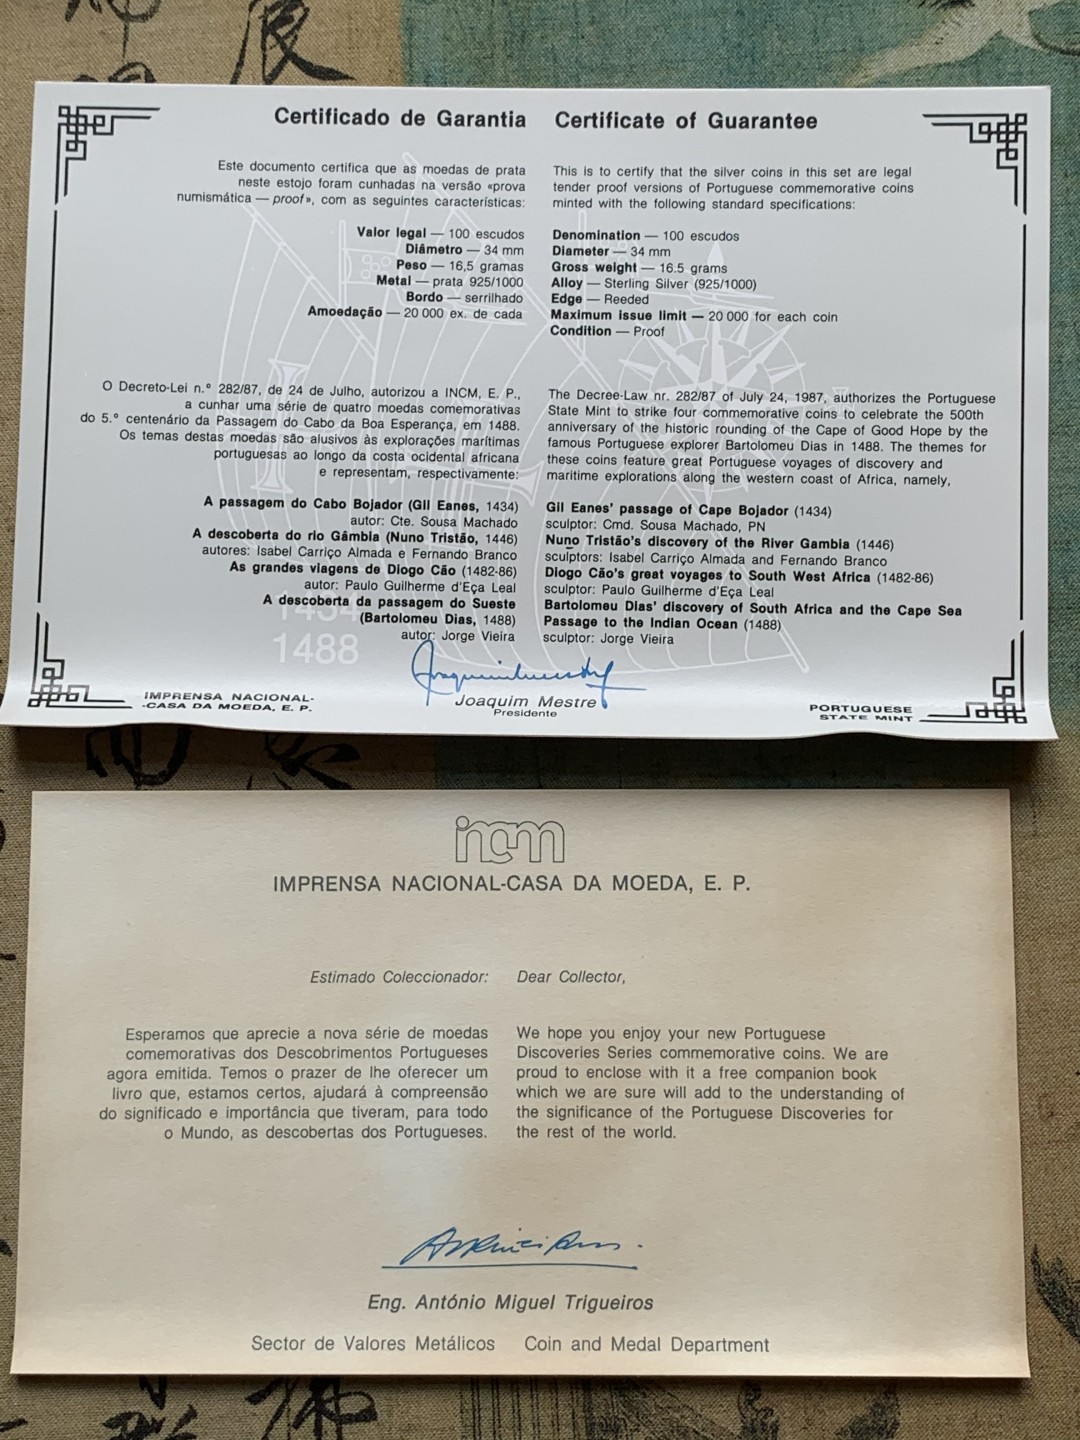 Certificado de Garantia
Este documento certifica que as moedas de prata
neste estojo foram cunhadas na versão «prova
numismática — proof», com as seguintes características:
Valor legal — 100 escudos
Diâmetro — 34 mm
Peso — 16,5 gramas
Metal — prata 925/1000
Bordo — serrilhado
Amoedação — 20 000 ex. de cada
O Decreto-Lei n.º 282/87, de 24 de Julho, autorizou a INCM, E. P.,
a cunhar uma série de quatro moedas comemorativas
do 5.º centenário da Passagem do Cabo da Boa Esperança, em 1488.
Os temas destas moedas são alusivos às explorações marítimas
portuguesas ao longo da costa ocidental africana
e representam, respectivamente:
A passagem do Cabo Bojador (Gil Eanes, 1434)
autor: Cte. Sousa Machado
A descoberta do rio Gâmbia (Nuno Tristão, 1446)
autores: Isabel Carriço Almada e Fernando Branco
As grandes viagens de Diogo Cão (1482-86)
autor: Paulo Guilherme d'Eça Leal
A descoberta da passagem do Sueste
(Bartolomeu Dias, 1488)
autor: Jorge Vieira
1434
1488
Certificate of Guarantee
This is to certify that the silver coins in this set are legal
tender proof versions of Portuguese commemorative coins
minted with the following standard specifications:
Denomination — 100 escudos
Diameter — 34 mm
Gross weight — 16.5 grams
Alloy — Sterling Silver (925/1000)
Edge — Reeded
Maximum issue limit — 20 000 for each coin
Condition — Proof
The Decree-Law nr. 282/87 of July 24, 1987, authorizes the Portuguese
State Mint to strike four commemorative coins to celebrate the 500th
anniversary of the historic rounding of the Cape of Good Hope by the
famous Portuguese explorer Bartolomeu Dias in 1488. The themes for
these coins feature great Portuguese voyages of discovery and
maritime explorations along the western coast of Africa, namely,
Gil Eanes' passage of Cape Bojador (1434)
sculptor: Cmd. Sousa Machado, PN
Nuno Tristão's discovery of the River Gambia (1446)
sculptors: Isabel Carriço Almada and Fernando Branco
Diogo Cão's great voyages to South West Africa (1482-86)
sculptor: Paulo Guilherme d'Eça Leal
Bartolomeu Dias' discovery of South Africa and the Cape Sea
Passage to the Indian Ocean (1488)
sculptor: Jorge Vieira
Joaquim Mestre
Presidente
IMPRENSA NACIONAL-
-CASA DA MOEDA, E. P.
PORTUGUESE
STATE MINT
incm
IMPRENSA NACIONAL-CASA DA MOEDA, E. P.
Estimado Coleccionador:
Esperamos que aprecie a nova série de moedas
comemorativas dos Descobrimentos Portugueses
agora emitida. Temos o prazer de lhe oferecer um
livro que, estamos certos, ajudará à compreensão
do significado e importância que tiveram, para todo
o Mundo, as descobertas dos Portugueses.
Dear Collector,
We hope you enjoy your new Portuguese
Discoveries Series commemorative coins. We are
proud to enclose with it a free companion book
which we are sure will add to the understanding of
the significance of the Portuguese Discoveries for
the rest of the world.
Eng. António Miguel Trigueiros
Sector de Valores Metálicos
Coin and Medal Department